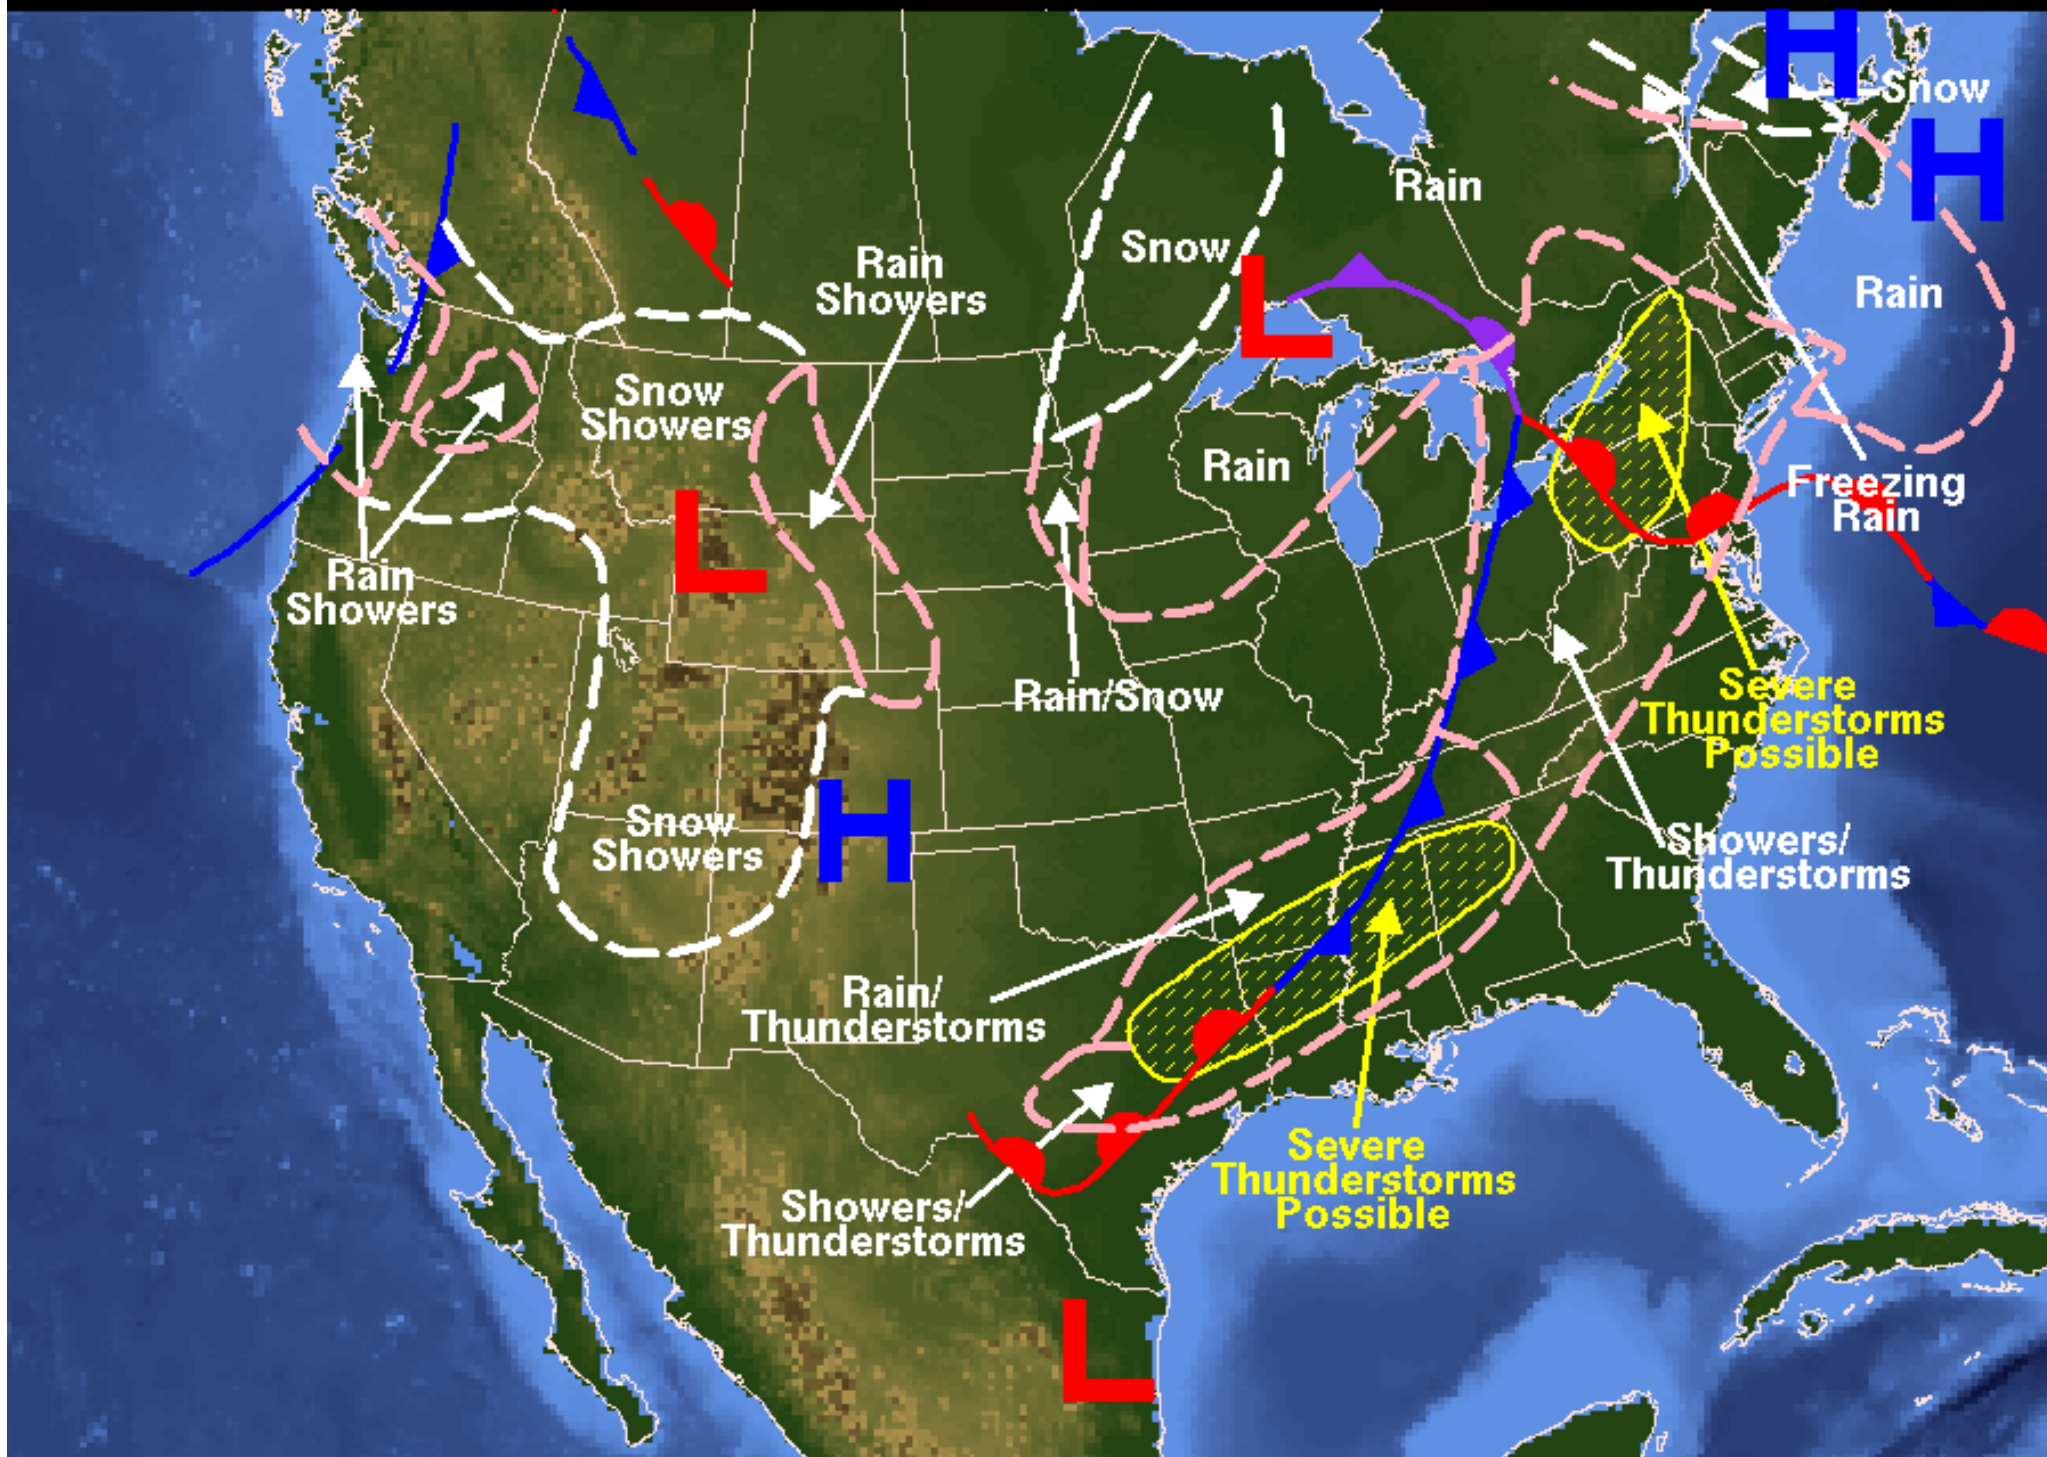 H
Snow
H
Rain
Snow
Rain
Showers
L
Rain
Snow
Showers
Rain
Freezing
Rain
L
Rain
Showers
Rain/Snow
Severe
Thunderstorms
Possible
Snow
Showers
H
Showers/
Thunderstorms
Rain/
Thunderstorms
Severe
Thunderstorms
Possible
Showers/
Thunderstorms
L